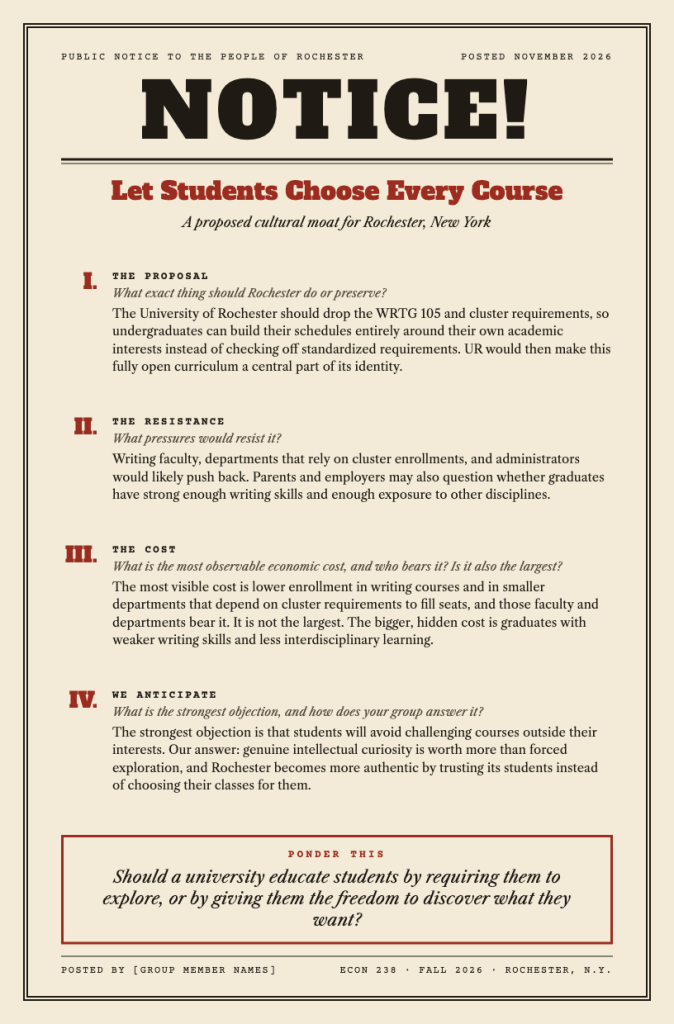 PUBLIC NOTICE TO THE PEOPLE OF ROCHESTER
POSTED NOVEMBER 2026
NOTICE!
Let Students Choose Every Course
A proposed cultural moat for Rochester, New York
I.
THE PROPOSAL
What exact thing should Rochester do or preserve?
The University of Rochester should drop the WRTG 105 and cluster requirements, so
undergraduates can build their schedules entirely around their own academic
interests instead of checking off standardized requirements. UR would then make this
fully open curriculum a central part of its identity.
II.
THE RESISTANCE
What pressures would resist it?
Writing faculty, departments that rely on cluster enrollments, and administrators
would likely push back. Parents and employers may also question whether graduates
have strong enough writing skills and enough exposure to other disciplines.
III.
THE COST
What is the most observable economic cost, and who bears it? Is it also the largest?
The most visible cost is lower enrollment in writing courses and in smaller
departments that depend on cluster requirements to fill seats, and those faculty and
departments bear it. It is not the largest. The bigger, hidden cost is graduates with
weaker writing skills and less interdisciplinary learning.
IV.
WE ANTICIPATE
What is the strongest objection, and how does your group answer it?
The strongest objection is that students will avoid challenging courses outside their
interests. Our answer: genuine intellectual curiosity is worth more than forced
exploration, and Rochester becomes more authentic by trusting its students instead
of choosing their classes for them.
PONDER THIS
Should a university educate students by requiring them to
explore, or by giving them the freedom to discover what they
want?
POSTED BY [GROUP MEMBER NAMES]
ECON 238 · FALL 2026 · ROCHESTER, N.Y.